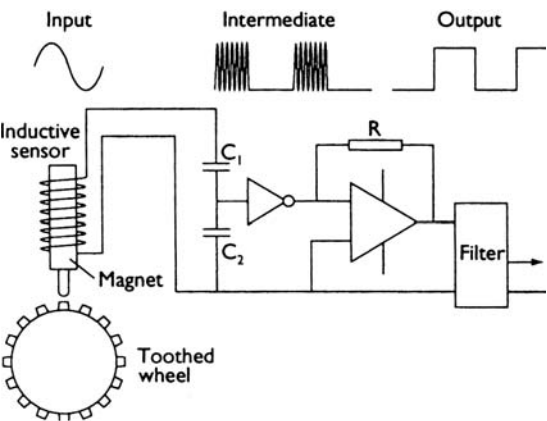 Input
Intermediate
Output
Inductive
sensor
C1
R
C2
Magnet
Filter
Toothed
wheel